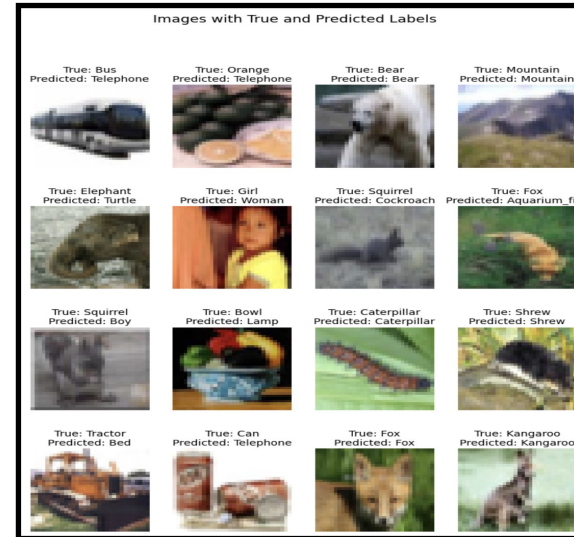 Images with True and Predicted Labels
True: Bus
Predicted: Telephone
True: Orange
Predicted: Telephone
True: Bear
Predicted: Bear
True: Mountain
Predicted: Mountain
True: Elephant
Predicted: Turtle
True: Girl
Predicted: Woman
True: Squirrel
Predicted: Cockroach
True: Fox
Predicted: Aquarium_fi
True: Squirrel
Predicted: Boy
True: Bowl
Predicted: Lamp
True: Caterpillar
Predicted: Caterpillar
True: Shrew
Predicted: Shrew
True: Tractor
Predicted: Bed
True: Can
Predicted: Telephone
True: Fox
Predicted: Fox
True: Kangaroo
Predicted: Kangaroo